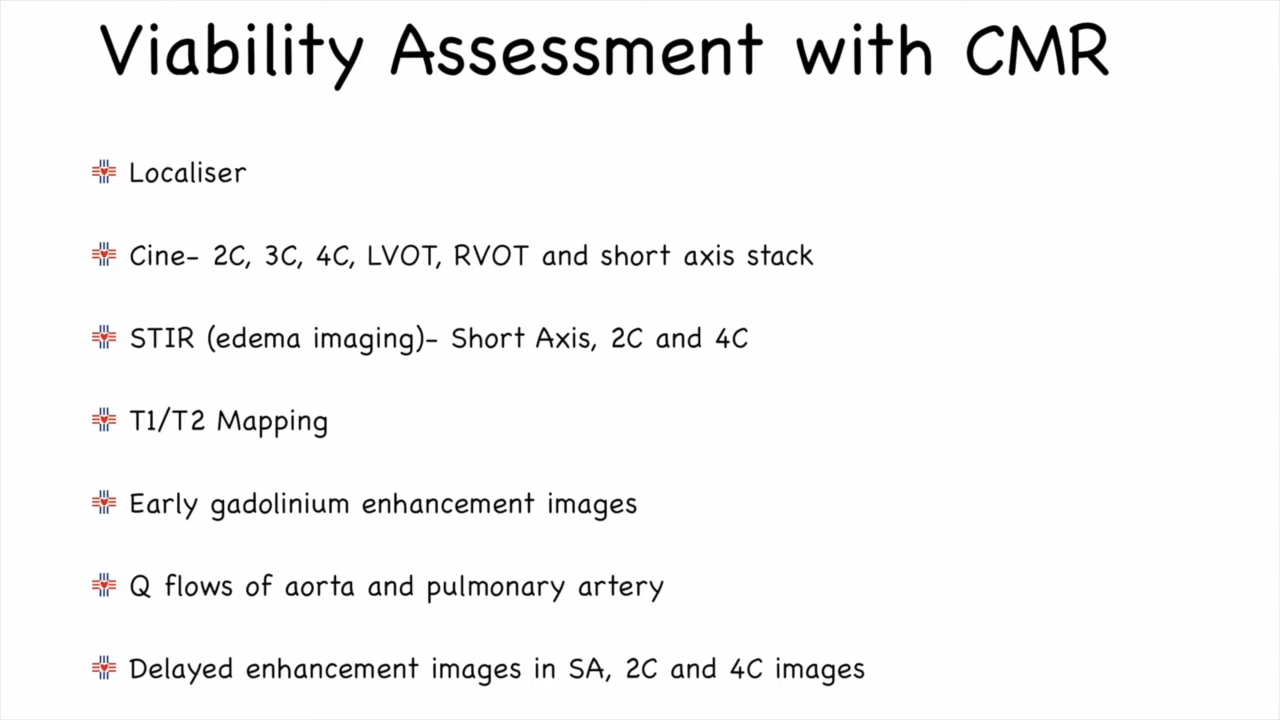 Viability Assessment with CMR
Localiser
Cine- 2C, 3C, 4C, LVOT, RVOT and short axis stack
STIR (edema imaging)- Short Axis, 2C and 4C
T1/T2 Mapping
Early gadolinium enhancement images
Q flows of aorta and pulmonary artery
Delayed enhancement images in SA, 2C and 4C images